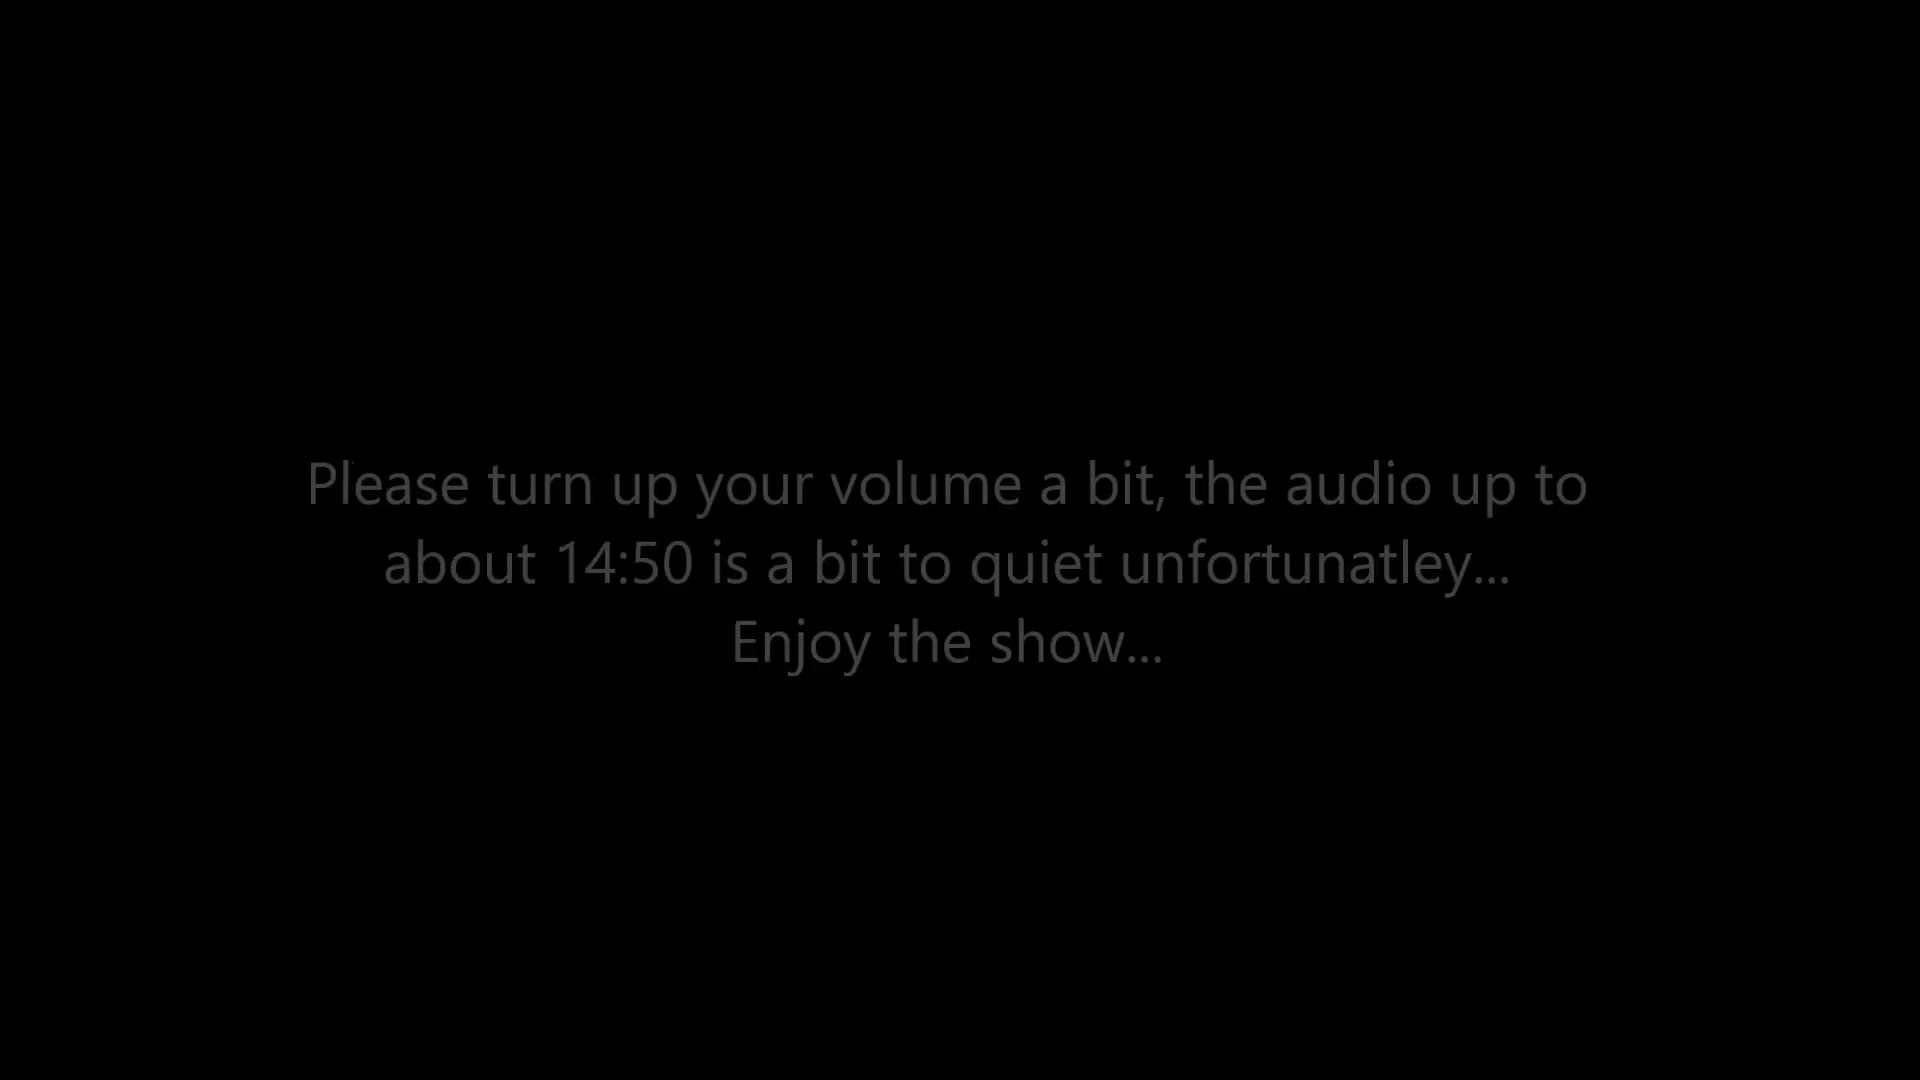 Please turn up your volume a bit, the audio up to
about 14:50 is a bit to quiet unfortunatley...
Enjoy the show...